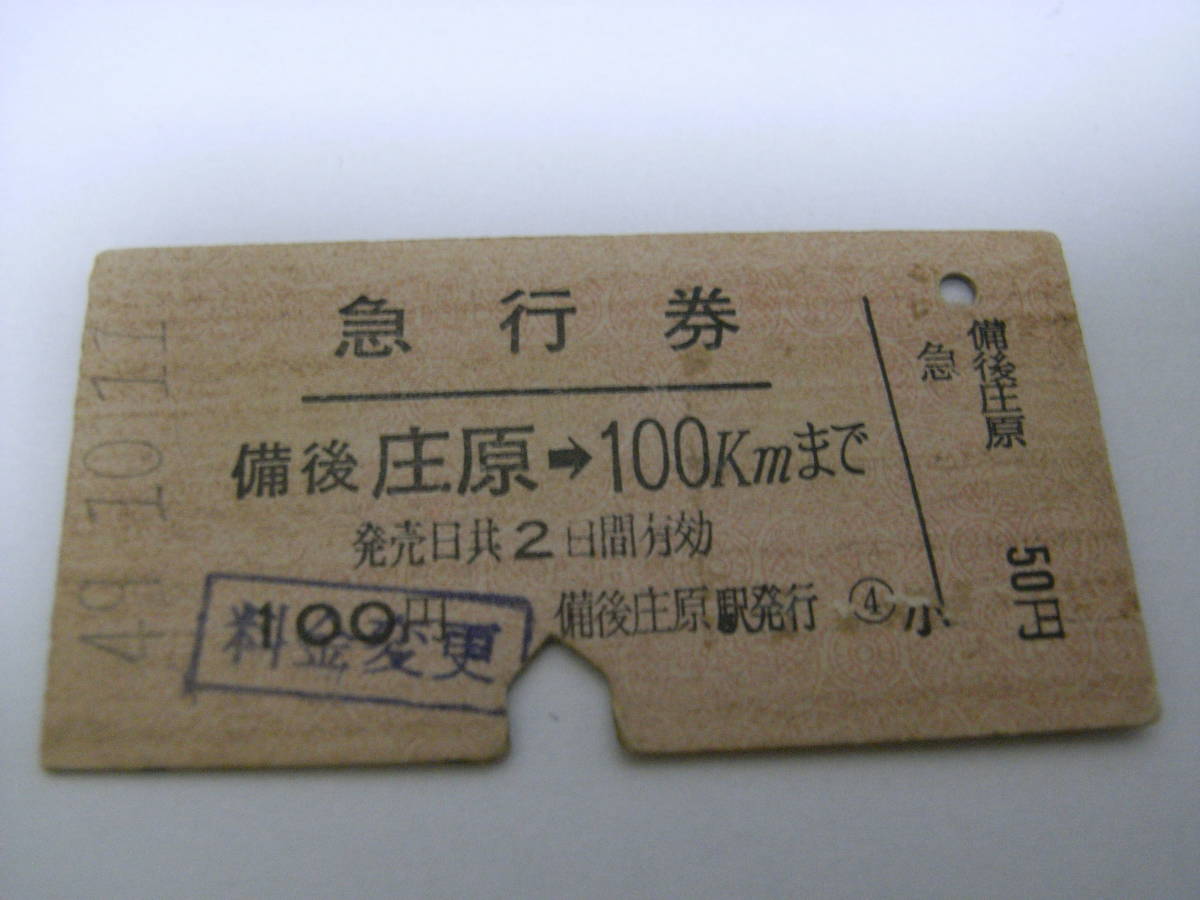 急行券
備後庄原➡100Kmまで
発売日共2日間有効
100円
料金変更
備後庄原駅発行 ④
小
49.10.11
備後庄原
急
50円